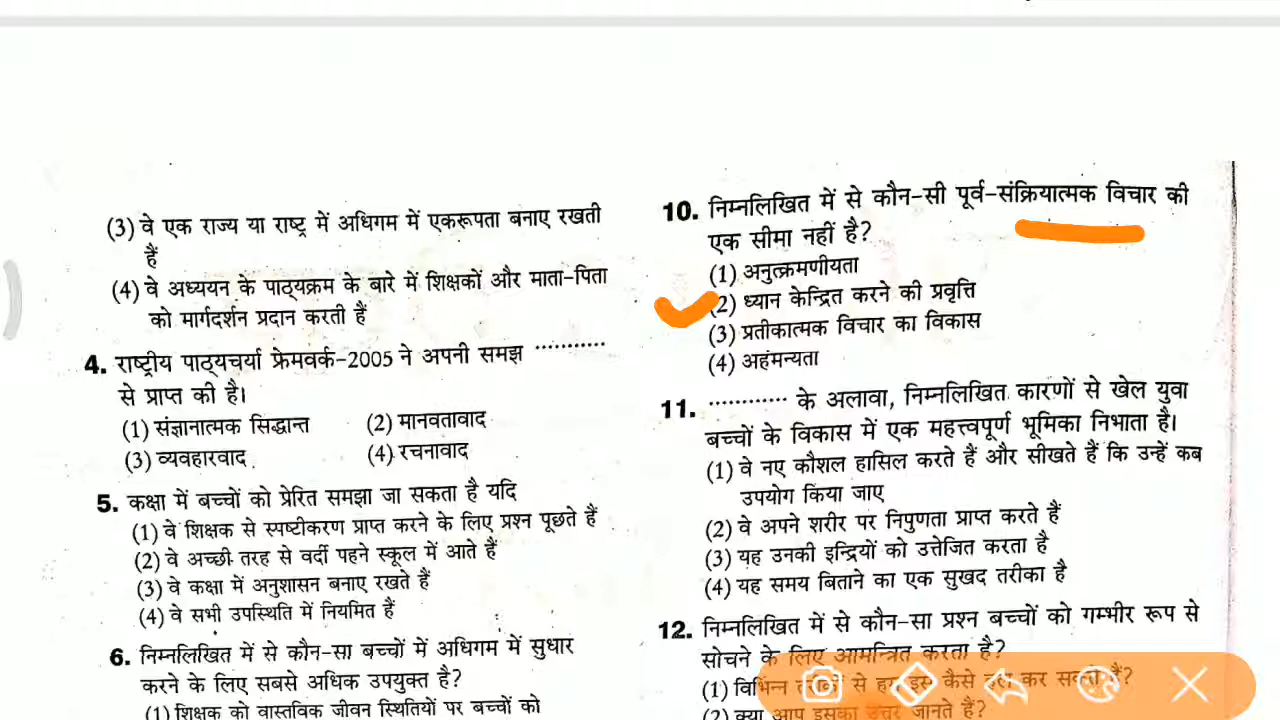 (3) वे एक राज्य या राष्ट्र में अधिगम में एकरूपता बनाए रखती
हैं
(4) वे अध्ययन के पाठ्यक्रम के बारे में शिक्षकों और माता-पिता
को मार्गदर्शन प्रदान करती हैं
4. राष्ट्रीय पाठ्यचर्या फ्रेमवर्क-2005 ने अपनी समझ ...........
से प्राप्त की है।
(1) संज्ञानात्मक सिद्धान्त (2) मानवतावाद
(3) व्यवहारवाद (4) रचनावाद
5. कक्षा में बच्चों को प्रेरित समझा जा सकता है यदि
(1) वे शिक्षक से स्पष्टीकरण प्राप्त करने के लिए प्रश्न पूछते हैं
(2) वे अच्छी तरह से वर्दी पहने स्कूल में आते हैं
(3) वे कक्षा में अनुशासन बनाए रखते हैं
(4) वे सभी उपस्थिति में नियमित हैं
6. निम्नलिखित में से कौन-सा बच्चों में अधिगम में सुधार
करने के लिए सबसे अधिक उपयुक्त है?
(1) शिक्षक को वास्तविक जीवन स्थितियों पर बच्चों को
10. निम्नलिखित में से कौन-सी पूर्व-संक्रियात्मक विचार की
एक सीमा नहीं है?
(1) अनुत्क्रमणीयता
(2) ध्यान केन्द्रित करने की प्रवृत्ति
(3) प्रतीकात्मक विचार का विकास
(4) अहंमन्यता
11. ............ के अलावा, निम्नलिखित कारणों से खेल युवा
बच्चों के विकास में एक महत्त्वपूर्ण भूमिका निभाता है।
(1) वे नए कौशल हासिल करते हैं और सीखते हैं कि उन्हें कब
उपयोग किया जाए
(2) वे अपने शरीर पर निपुणता प्राप्त करते हैं
(3) यह उनकी इन्द्रियों को उत्तेजित करता है
(4) यह समय बिताने का एक सुखद तरीका है
12. निम्नलिखित में से कौन-सा प्रश्न बच्चों को गम्भीर रूप से
सोचने के लिए आमन्त्रित करता है?
(1) विभिन्न तरीकों से हम इसे कैसे हल कर सकते हैं?
(2) क्या आप इसका उत्तर जानते हैं?